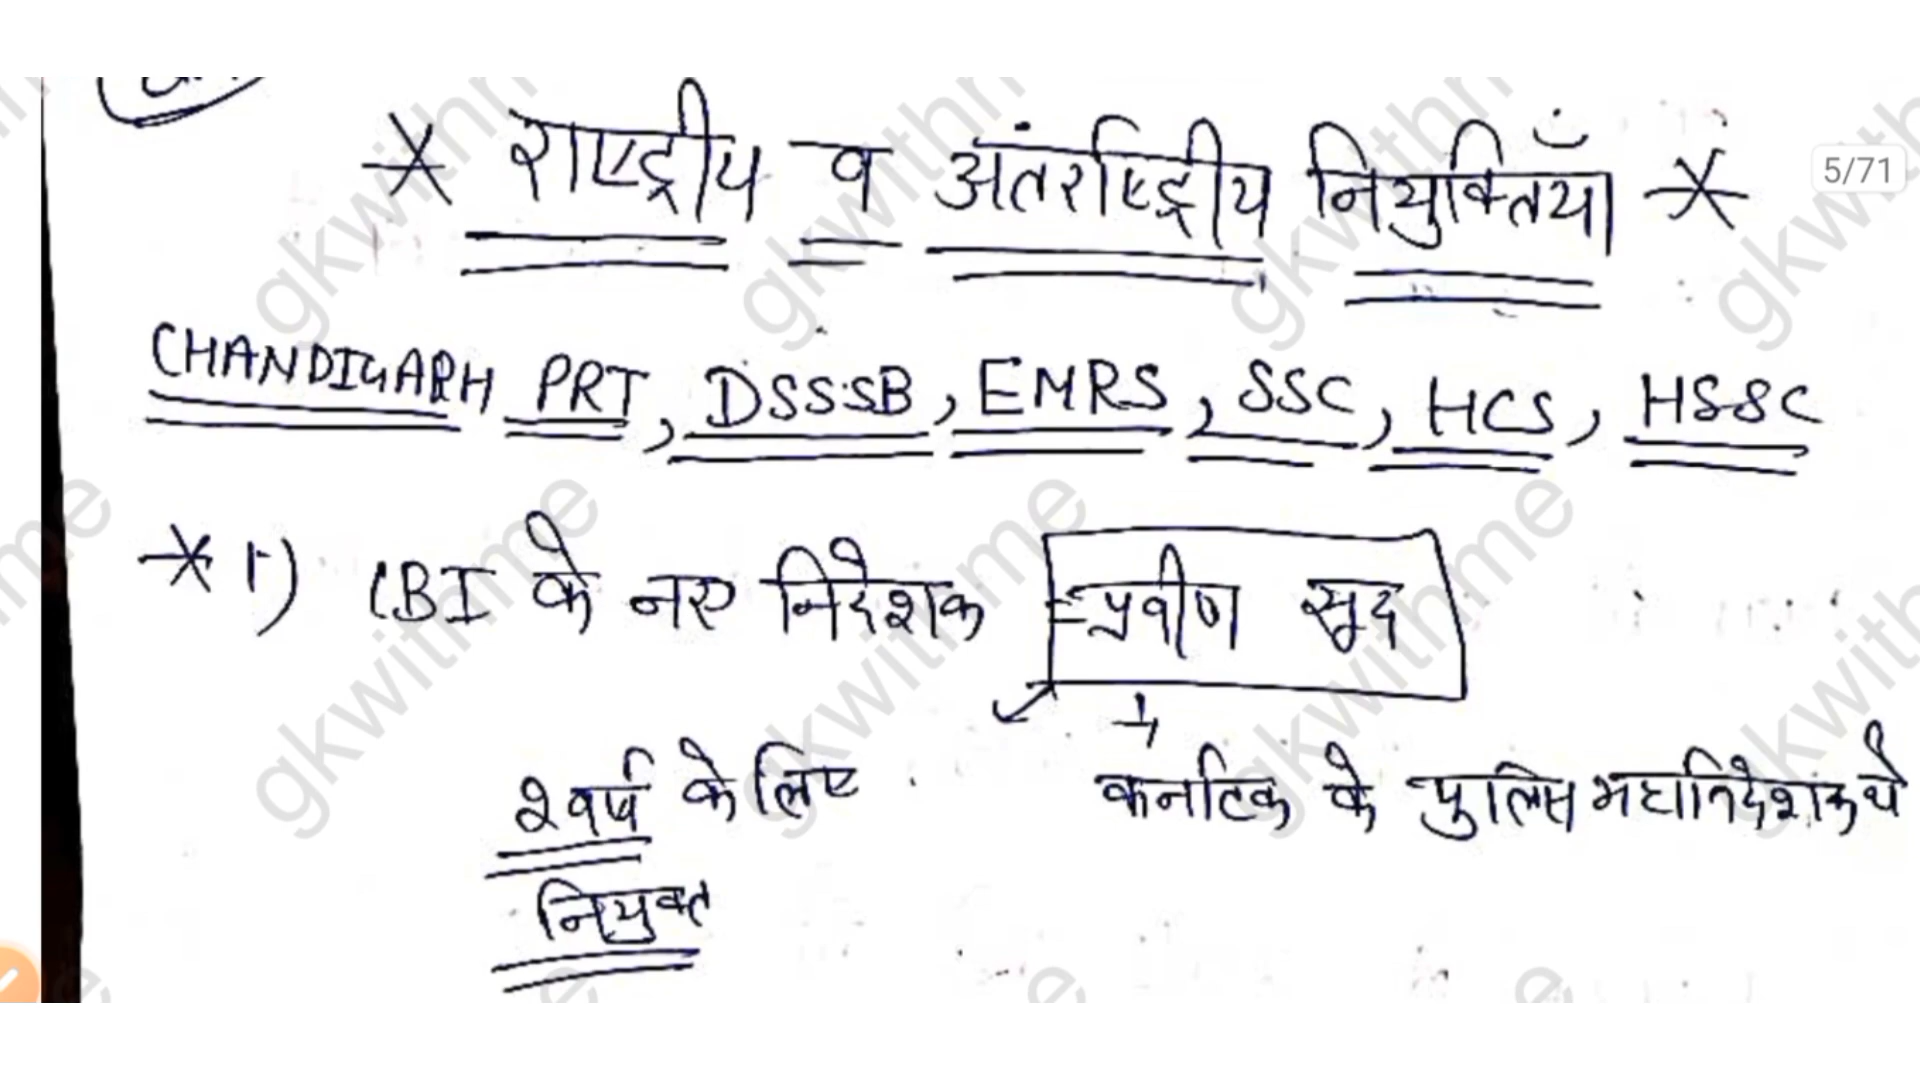 * राष्ट्रीय व अंतर्राष्ट्रीय नियुक्तियाँ *
5/71
CHANDIGARH PRT, DSSSB, EMRS, SSC, HCS, HSSC
* 1) CBI के नए निदेशक = प्रवीण सूद
2 वर्ष के लिए
नियुक्त
कर्नाटक के पुलिस महानिदेशक थे
gkwithme